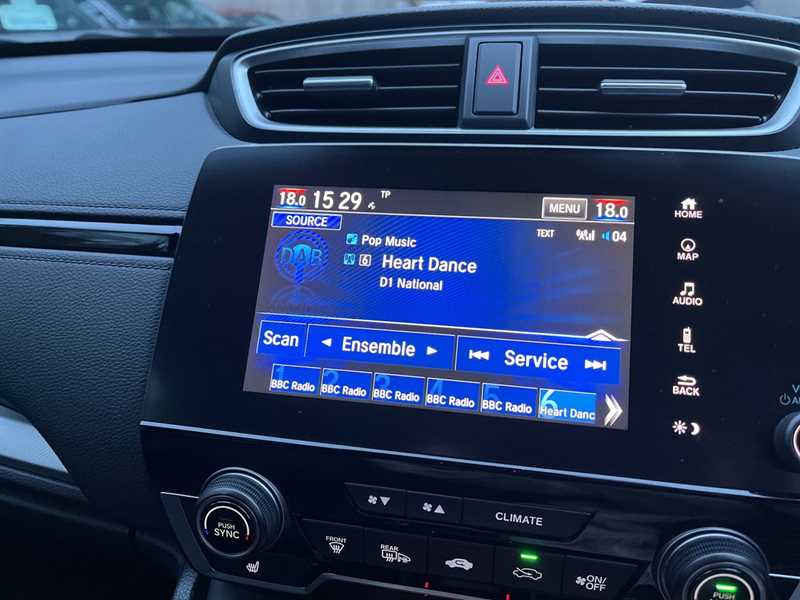 18.0 15 29 TP MENU 18.0
SOURCE
TEXT 04
DAB
Pop Music
6 Heart Dance
D1 National
Scan Ensemble Service
1 2 3 4 5 6
BBC Radio BBC Radio BBC Radio BBC Radio BBC Radio Heart Danc
HOME
MAP
AUDIO
TEL
BACK
PUSH
SYNC
CLIMATE
FRONT
REAR
ON/
OFF
PUSH